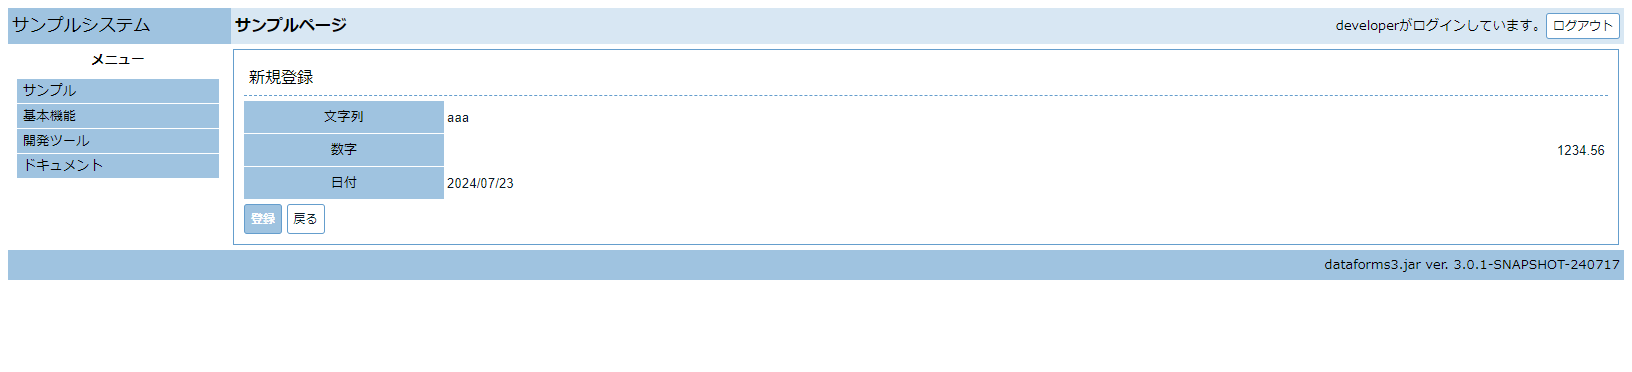 サンプルシステム
サンプルページ
developerがログインしています。 ログアウト
メニュー
サンプル
基本機能
開発ツール
ドキュメント
新規登録
文字列 aaa
数字 1234.56
日付 2024/07/23
登録 戻る
dataforms3.jar ver. 3.0.1-SNAPSHOT-240717